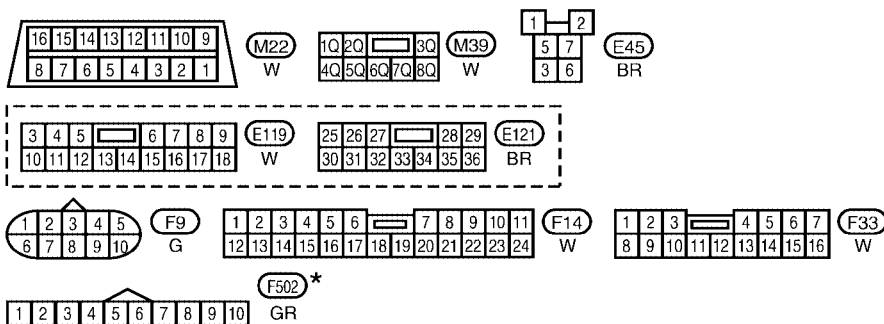 16 15 14 13 12 11 10 9
8 7 6 5 4 3 2 1
M22
W
1Q 2Q 3Q
4Q 5Q 6Q 7Q 8Q
M39
W
1 2
5 7
3 6
E45
BR
3 4 5 6 7 8 9
10 11 12 13 14 15 16 17 18
E119
W
25 26 27 28 29
30 31 32 33 34 35 36
E121
BR
1 2 3 4 5
6 7 8 9 10
F9
G
1 2 3 4 5 6 7 8 9 10 11
12 13 14 15 16 17 18 19 20 21 22 23 24
F14
W
1 2 3 4 5 6 7
8 9 10 11 12 13 14 15 16
F33
W
1 2 3 4 5 6 7 8 9 10
F502 *
GR